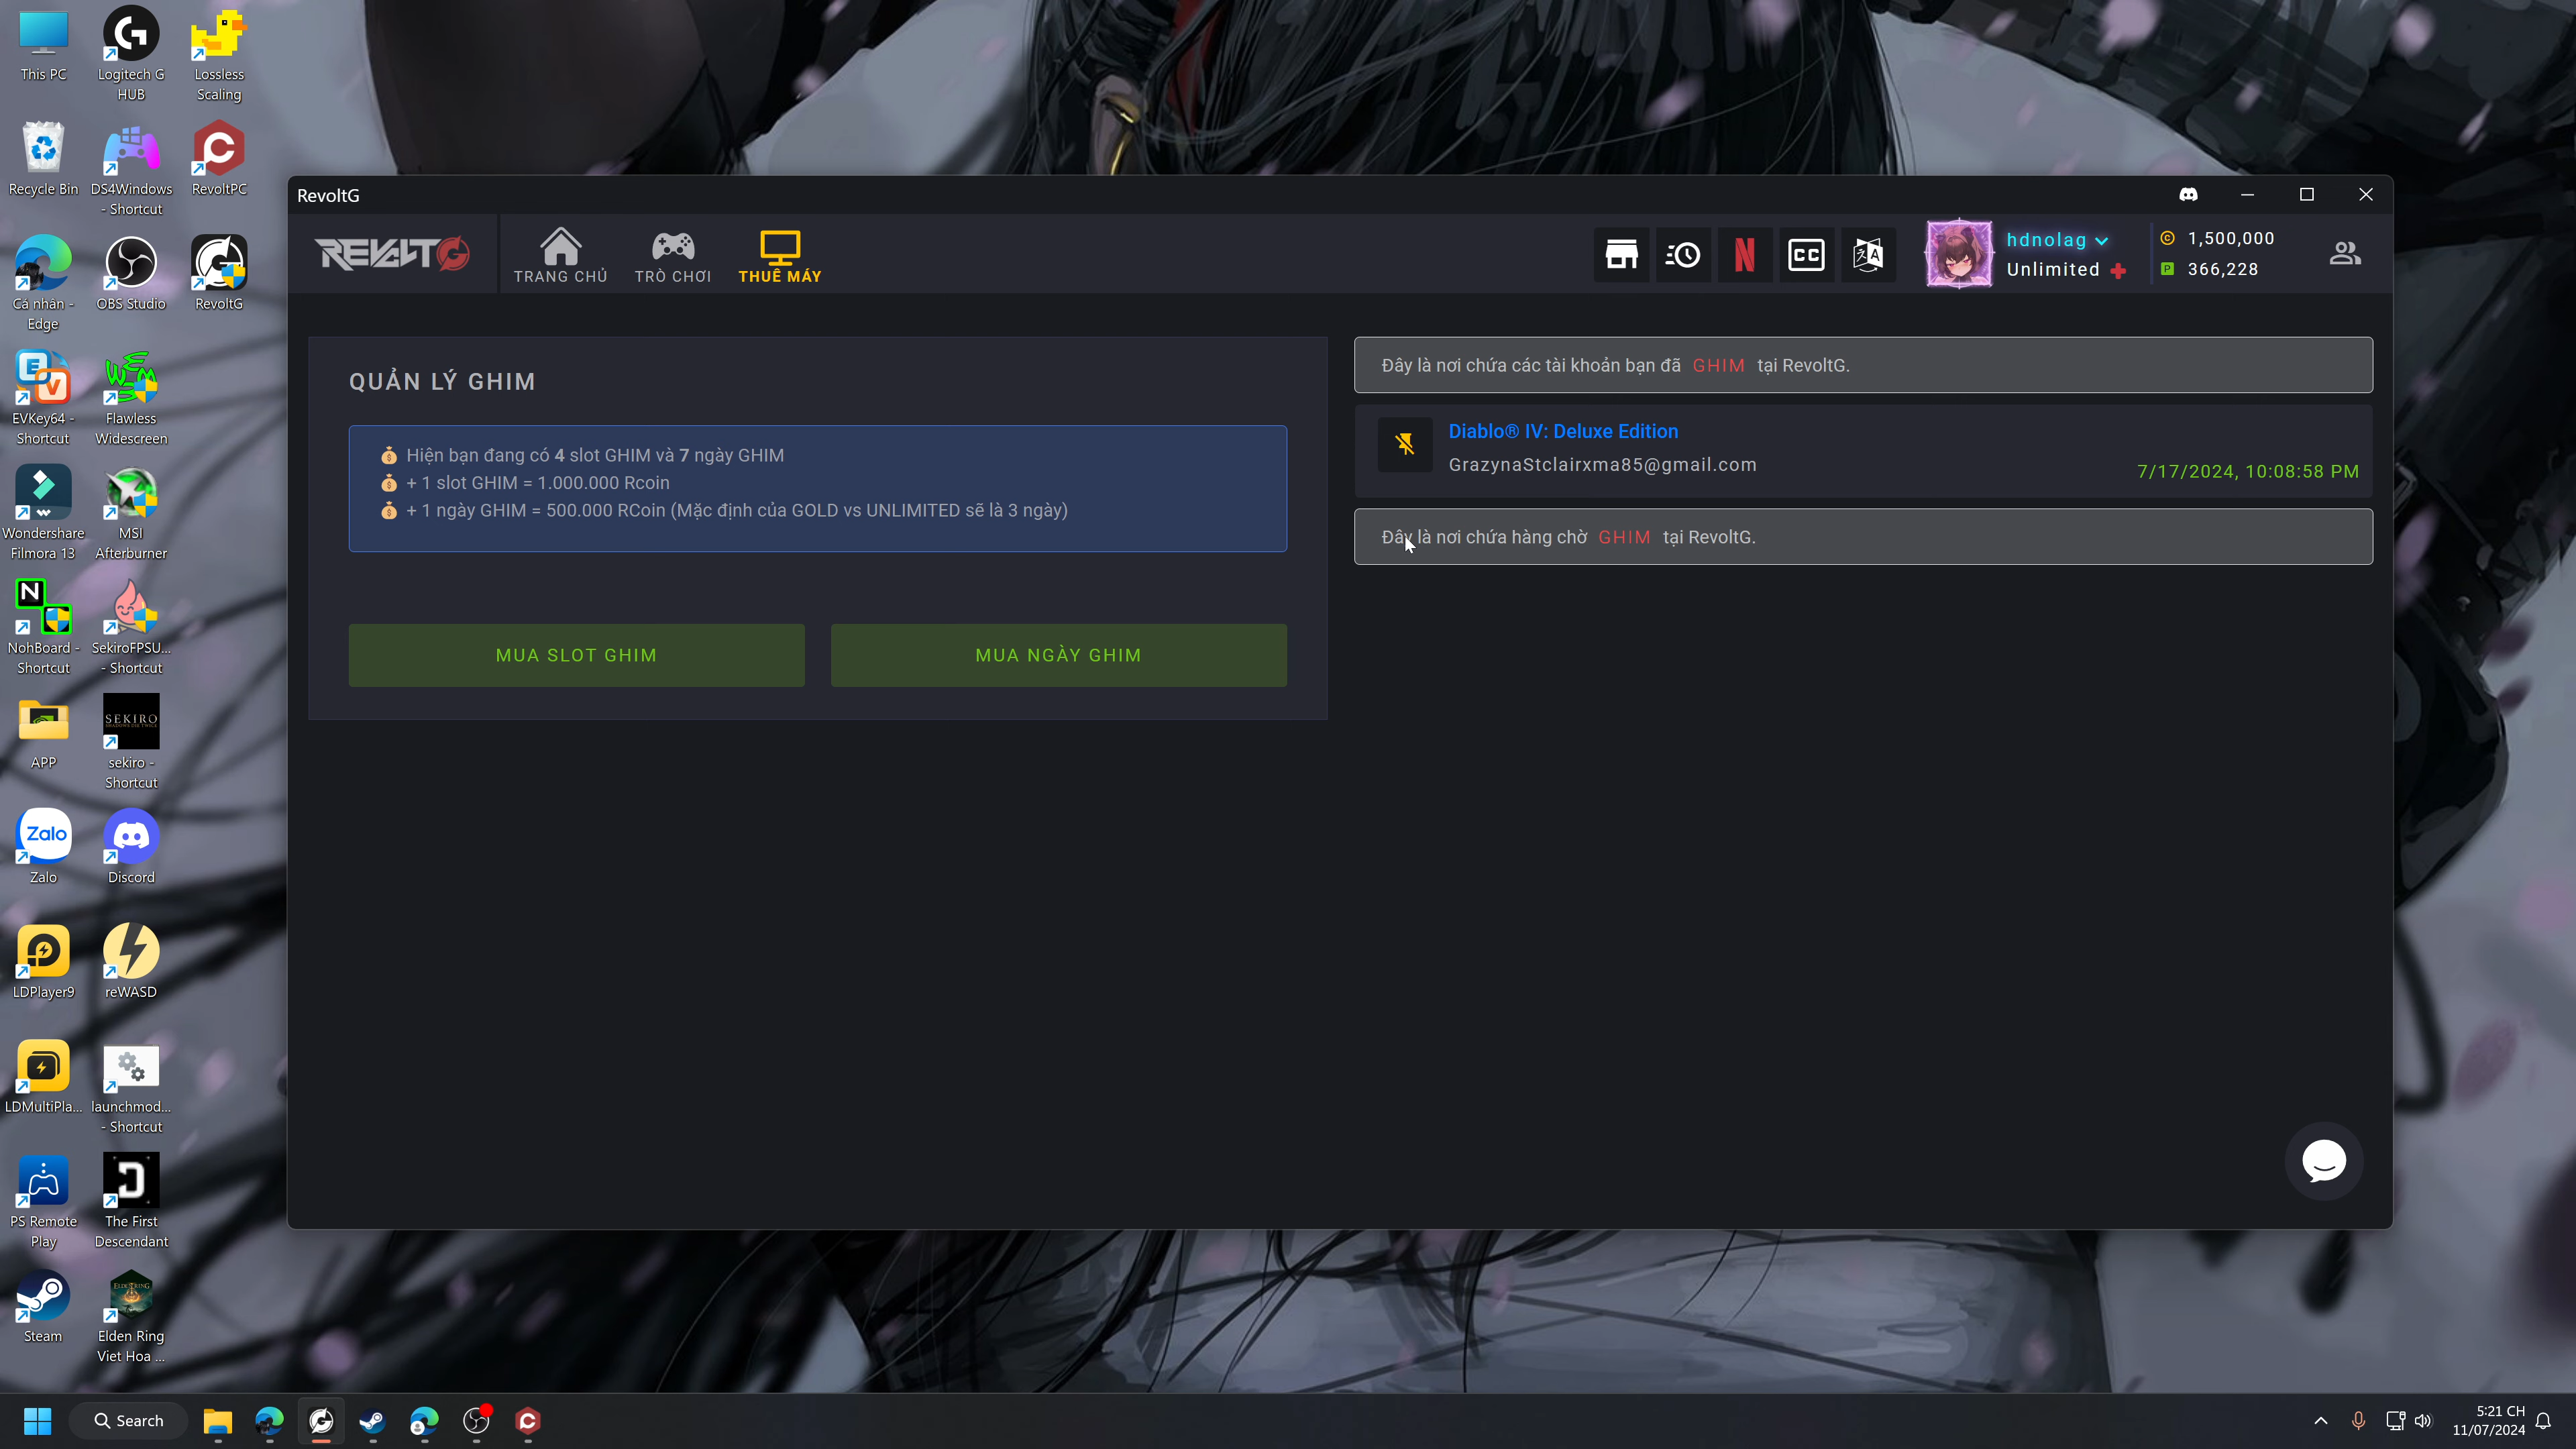 This PC
Logitech G
HUB
Lossless
Scaling
Recycle Bin
DS4Windows
- Shortcut
RevoltPC
Cá nhân -
Edge
OBS Studio
RevoltG
EVKey64 -
Shortcut
Flawless
Widescreen
Wondershare
Filmora 13
MSI
Afterburner
NohBoard -
Shortcut
SekiroFPSU...
- Shortcut
APP
SEKIRO
sekiro -
Shortcut
Zalo
Zalo
Discord
LDPlayer9
reWASD
LDMultiPla...
launchmod...
- Shortcut
PS Remote
Play
The First
Descendant
Steam
ELDEN RING
Elden Ring
Viet Hoa ...
RevoltG
REVOLTG
TRANG CHỦ
TRÒ CHƠI
THUÊ MÁY
N
CC
hdnolag
Unlimited
1,500,000
366,228
QUẢN LÝ GHIM
Hiện bạn đang có 4 slot GHIM và 7 ngày GHIM
+ 1 slot GHIM = 1.000.000 Rcoin
+ 1 ngày GHIM = 500.000 RCoin (Mặc định của GOLD vs UNLIMITED sẽ là 3 ngày)
MUA SLOT GHIM
MUA NGÀY GHIM
Đây là nơi chứa các tài khoản bạn đã GHIM tại RevoltG.
Diablo® IV: Deluxe Edition
GrazynaStclairxma85@gmail.com
7/17/2024, 10:08:58 PM
Đây là nơi chứa hàng chờ GHIM tại RevoltG.
Search
5:21 CH
11/07/2024